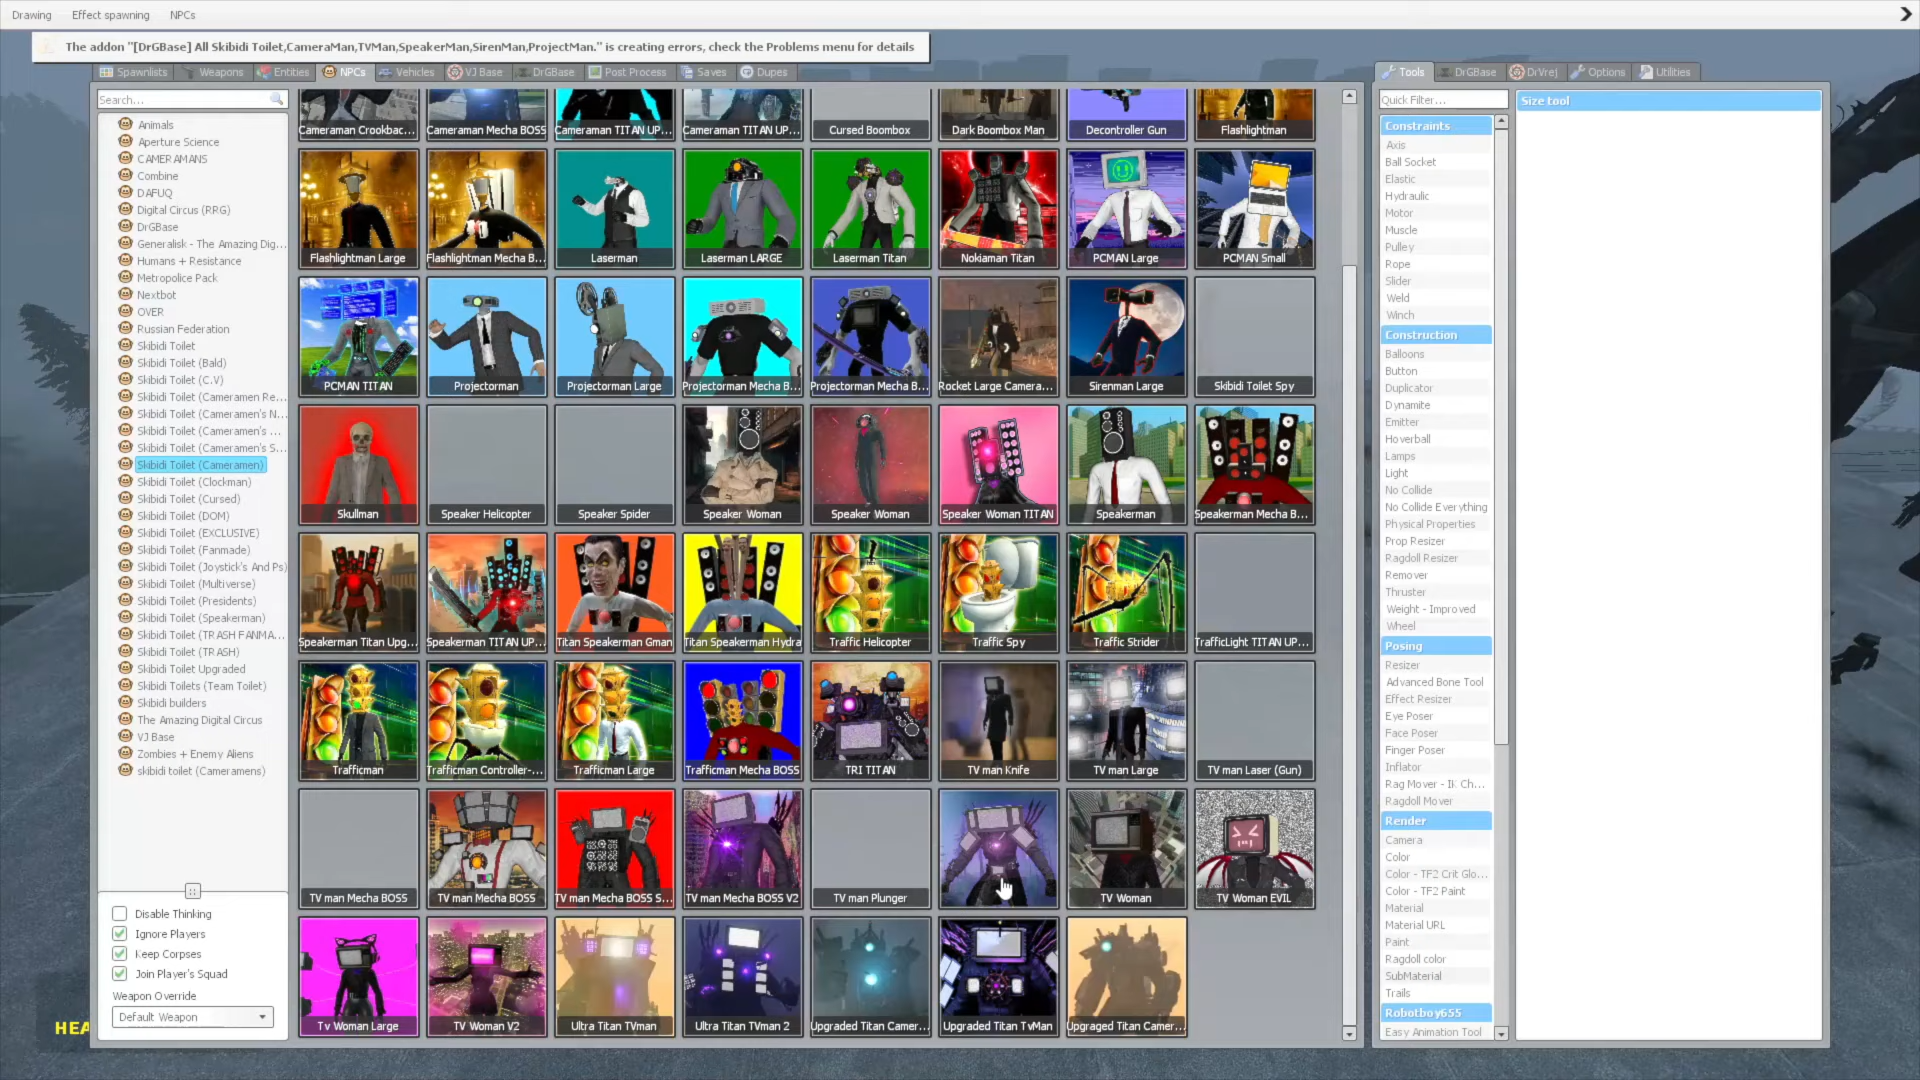 Drawing Effect spawning NPCs
The addon "[DrGBase] All Skibidi Toilet,CameraMan,TVMan,SpeakerMan,SirenMan,ProjectMan." is creating errors, check the Problems menu for details
Spawnlists Weapons Entities NPCs Vehicles VJ Base DrGBase Post Process Saves Dupes
Search...
Animals
Aperture Science
CAMERAMANS
Combine
DAFUQ
Digital Circus (RRG)
DrGBase
Generalisk - The Amazing Dig...
Humans + Resistance
Metropolice Pack
Nextbot
OVER
Russian Federation
Skibidi Toilet
Skibidi Toilet (Bald)
Skibidi Toilet (C.V)
Skibidi Toilet (Cameramen Re...
Skibidi Toilet (Cameramen's N...
Skibidi Toilet (Cameramen's ...
Skibidi Toilet (Cameramen's S...
Skibidi Toilet (Cameramen)
Skibidi Toilet (Clockman)
Skibidi Toilet (Cursed)
Skibidi Toilet (DOM)
Skibidi Toilet (EXCLUSIVE)
Skibidi Toilet (Fanmade)
Skibidi Toilet (Joystick's And Ps)
Skibidi Toilet (Multiverse)
Skibidi Toilet (Presidents)
Skibidi Toilet (Speakerman)
Skibidi Toilet (TRASH FANMA...
Skibidi Toilet (TRASH)
Skibidi Toilet Upgraded
Skibidi Toilets (Team Toilet)
Skibidi builders
The Amazing Digital Circus
VJ Base
Zombies + Enemy Aliens
skibidi toilet (Cameramens)
Disable Thinking
Ignore Players
Keep Corpses
Join Player's Squad
Weapon Override
Default Weapon
HEA
Cameraman Crookbac... Cameraman Mecha BOSS Cameraman TITAN UP... Cameraman TITAN UP... Cursed Boombox Dark Boombox Man Decontroller Gun Flashlightman
Flashlightman Large Flashlightman Mecha B... Laserman Laserman LARGE Laserman Titan Nokiaman Titan PCMAN Large PCMAN Small
PCMAN TITAN Projectorman Projectorman Large Projectorman Mecha B... Projectorman Mecha B... Rocket Large Camera... Sirenman Large Skibidi Toilet Spy
Skullman Speaker Helicopter Speaker Spider Speaker Woman Speaker Woman Speaker Woman TITAN Speakerman Speakerman Mecha B...
Speakerman Titan Upg... Speakerman TITAN UP... Titan Speakerman Gman Titan Speakerman Hydra Traffic Helicopter Traffic Spy Traffic Strider TrafficLight TITAN UP...
Trafficman Trafficman Controller-... Trafficman Large Trafficman Mecha BOSS TRI TITAN TV man Knife TV man Large TV man Laser (Gun)
TV man Mecha BOSS TV man Mecha BOSS TV man Mecha BOSS S... TV man Mecha BOSS V2 TV man Plunger TV Woman TV Woman EVIL
Tv Woman Large TV Woman V2 Ultra Titan TVman Ultra Titan TVman 2 Upgraded Titan Camer... Upgraded Titan TvMan Upgraged Titan Camer...
Tools DrGBase DrVrej Options Utilities
Quick Filter...
Constraints
Axis
Ball Socket
Elastic
Hydraulic
Motor
Muscle
Pulley
Rope
Slider
Weld
Winch
Construction
Balloons
Button
Duplicator
Dynamite
Emitter
Hoverball
Lamps
Light
No Collide
No Collide Everything
Physical Properties
Prop Resizer
Ragdoll Resizer
Remover
Thruster
Weight - Improved
Wheel
Posing
Resizer
Advanced Bone Tool
Effect Resizer
Eye Poser
Face Poser
Finger Poser
Inflator
Rag Mover - IK Ch...
Ragdoll Mover
Render
Camera
Color
Color - TF2 Crit Glo...
Color - TF2 Paint
Material
Material URL
Paint
Ragdoll color
SubMaterial
Trails
Robotboy655
Easy Animation Tool
Size tool